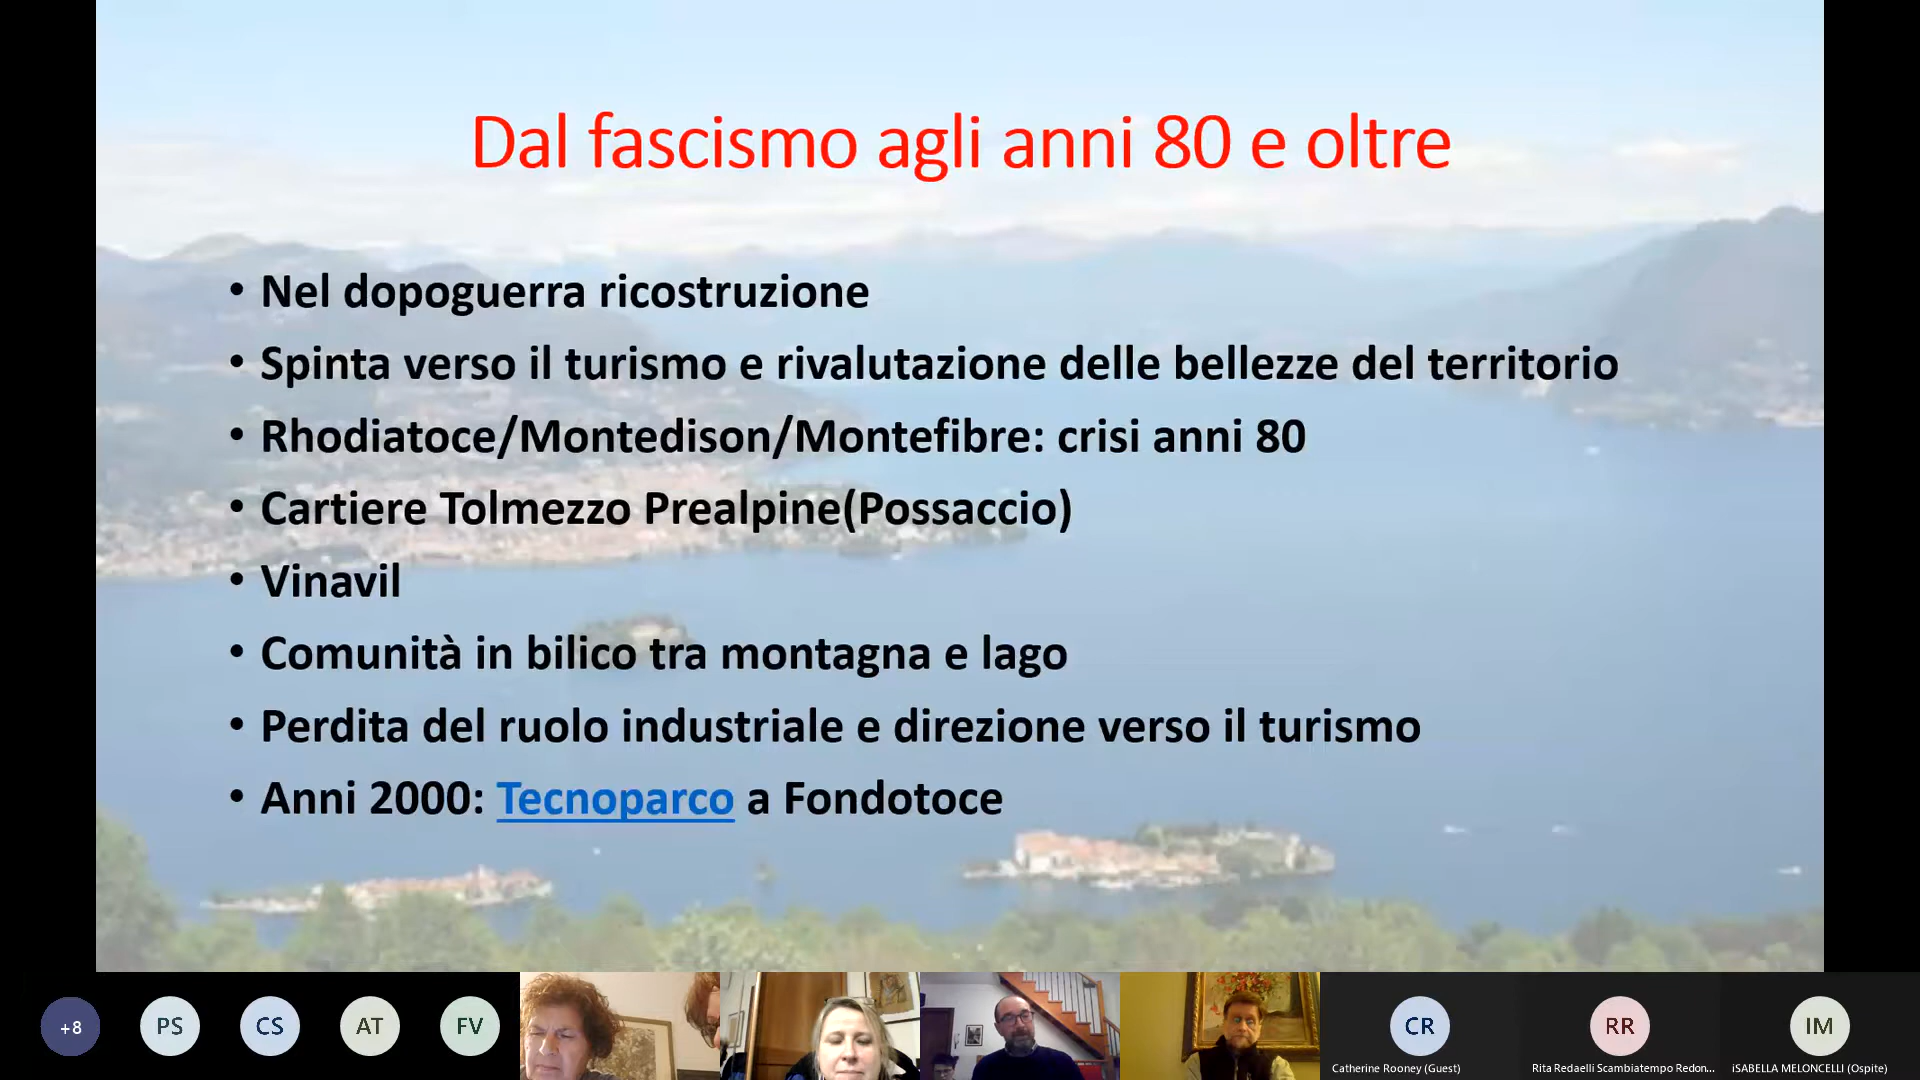 Dal fascismo agli anni 80 e oltre
• Nel dopoguerra ricostruzione
• Spinta verso il turismo e rivalutazione delle bellezze del territorio
• Rhodiatoce/Montedison/Montefibre: crisi anni 80
• Cartiere Tolmezzo Prealpine(Possaccio)
• Vinavil
• Comunità in bilico tra montagna e lago
• Perdita del ruolo industriale e direzione verso il turismo
• Anni 2000: Tecnoparco a Fondotoce
+8
PS
CS
AT
FV
CR
RR
IM
Catherine Rooney (Guest)
Rita Redaelli Scambiatempo Redon...
iSABELLA MELONCELLI (Ospite)